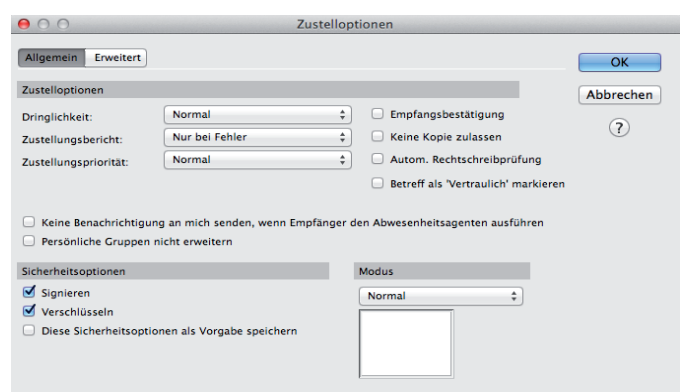 Zustelloptionen
Allgemein Erweitert
OK
Abbrechen
?
Zustelloptionen
Dringlichkeit: Normal
Zustellungsbericht: Nur bei Fehler
Zustellungspriorität: Normal
Empfangsbestätigung
Keine Kopie zulassen
Autom. Rechtschreibprüfung
Betreff als 'Vertraulich' markieren
Keine Benachrichtigung an mich senden, wenn Empfänger den Abwesenheitsagenten ausführen
Persönliche Gruppen nicht erweitern
Sicherheitsoptionen
Signieren
Verschlüsseln
Diese Sicherheitsoptionen als Vorgabe speichern
Modus
Normal